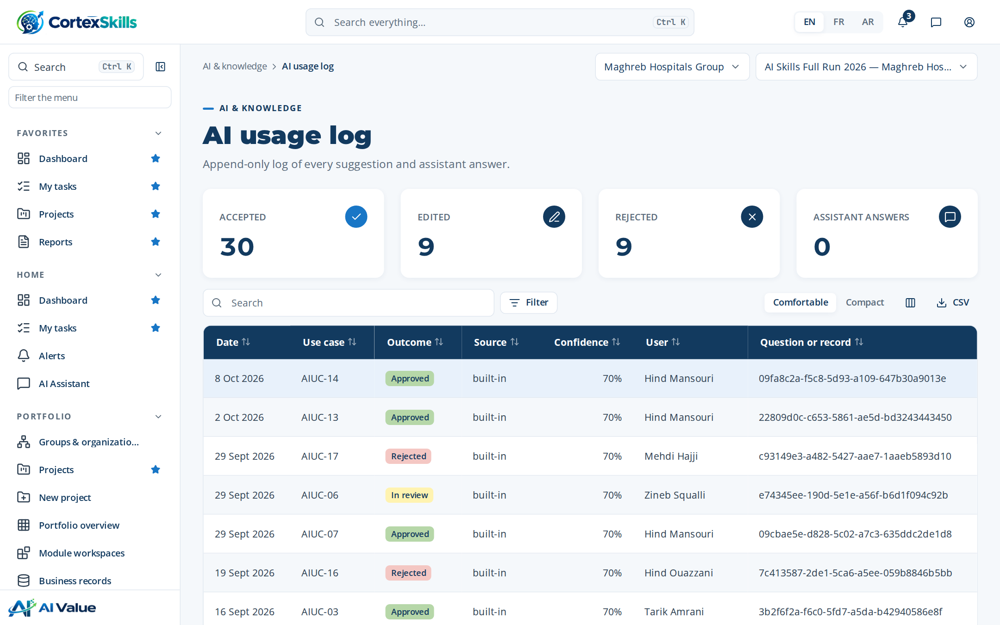 CortexSkills
Search everything...
Ctrl K
EN FR AR
3
Search Ctrl K
Filter the menu
FAVORITES
Dashboard
My tasks
Projects
Reports
HOME
Dashboard
My tasks
Alerts
AI Assistant
PORTFOLIO
Groups & organizatio...
Projects
New project
Portfolio overview
Module workspaces
Business records
AI AI Value
AI & knowledge > AI usage log
Maghreb Hospitals Group
AI Skills Full Run 2026 — Maghreb Hos...
AI & KNOWLEDGE
AI usage log
Append-only log of every suggestion and assistant answer.
ACCEPTED
30
EDITED
9
REJECTED
9
ASSISTANT ANSWERS
0
Search
Filter
Comfortable Compact CSV
Date Use case Outcome Source Confidence User Question or record
8 Oct 2026 AIUC-14 Approved built-in 70% Hind Mansouri 09fa8c2a-f5c8-5d93-a109-647b30a9013e
2 Oct 2026 AIUC-13 Approved built-in 70% Hind Mansouri 22809d0c-c653-5861-ae5d-bd3243443450
29 Sept 2026 AIUC-17 Rejected built-in 70% Mehdi Hajji c93149e3-a482-5427-aae7-1aaeb5893d10
29 Sept 2026 AIUC-06 In review built-in 70% Zineb Squalli e74345ee-190d-5e1e-a56f-b6d1f094c92b
29 Sept 2026 AIUC-07 Approved built-in 70% Hind Mansouri 09cbae5e-d828-5c02-a7c3-635ddc2de1d8
19 Sept 2026 AIUC-16 Rejected built-in 70% Hind Ouazzani 7c413587-2de1-5ca6-a5ee-059b8846b5bb
16 Sept 2026 AIUC-03 Approved built-in 70% Tarik Amrani 3b2f6f2a-f6c0-5fd7-a5da-b42940586e8f